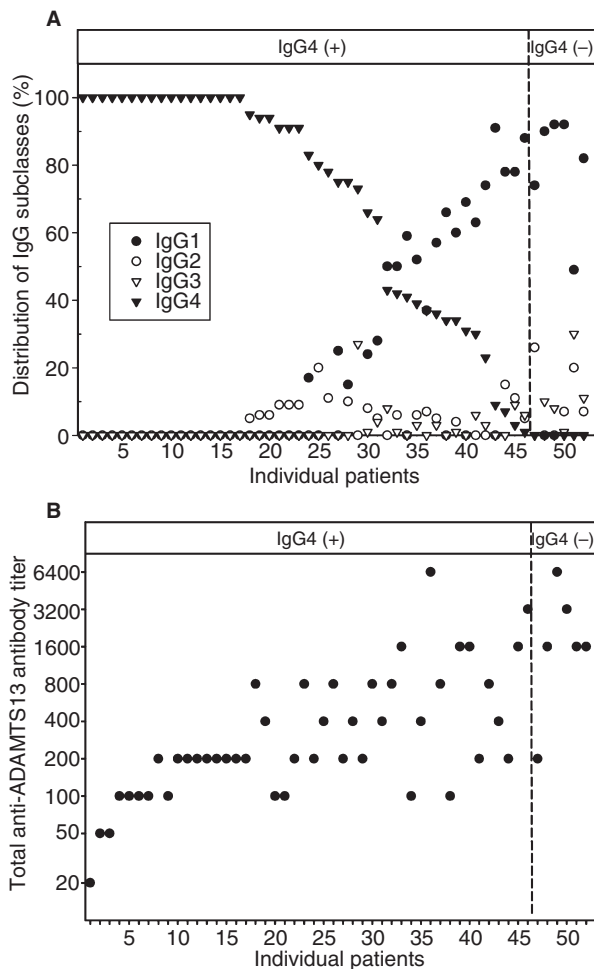 A
IgG4 (+)
IgG4 (–)
Distribution of IgG subclasses (%)
100
80
60
40
20
0
IgG1
IgG2
IgG3
IgG4
5 10 15 20 25 30 35 40 45 50
Individual patients
B
IgG4 (+)
IgG4 (–)
Total anti-ADAMTS13 antibody titer
6400
3200
1600
800
400
200
100
50
20
5 10 15 20 25 30 35 40 45 50
Individual patients